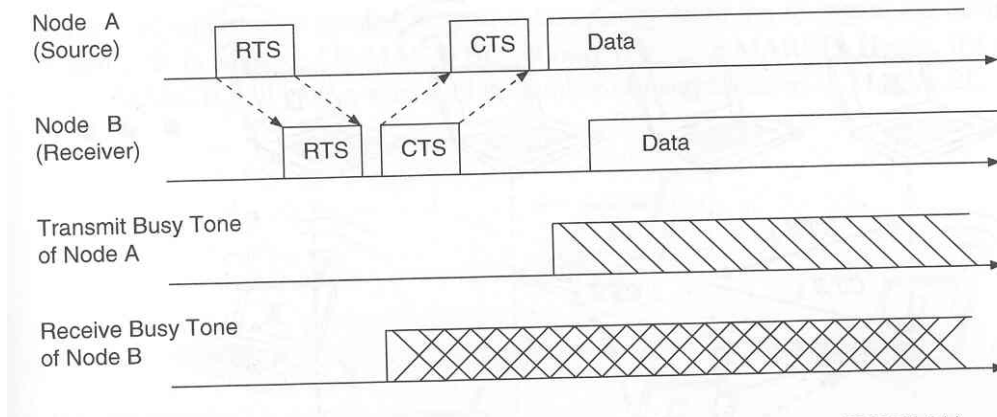 Node A
(Source)
RTS
CTS
Data
Node B
(Receiver)
RTS
CTS
Data
Transmit Busy Tone
of Node A
Receive Busy Tone
of Node B